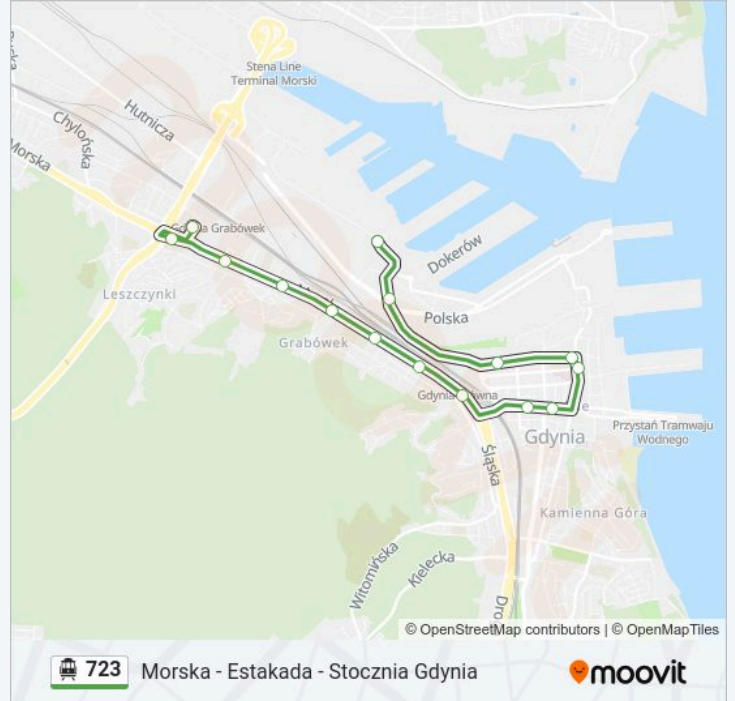 Stena Line
Terminal Morski
Hutnicza
Chylońska
Morska
Grabówek
Dokerów
Leszczynki
Polska
Grabówek
Gdynia
Przystań Tramwaju
Wodnego
Gdynia
Śląska
Kamienna Góra
Witomińska
Kielecka
© OpenStreetMap contributors | © OpenMapTiles
723 Morska - Estakada - Stocznia Gdynia
moovit